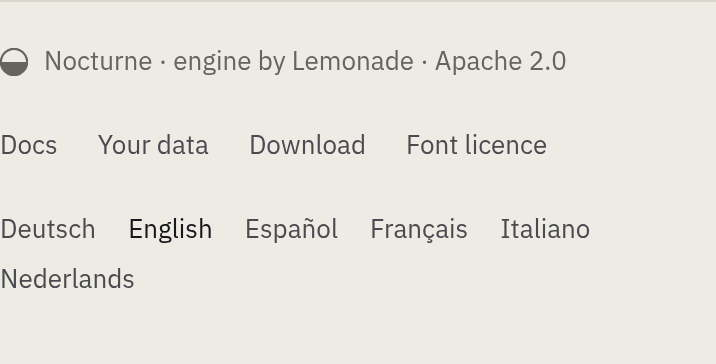 Nocturne · engine by Lemonade · Apache 2.0
Docs Your data Download Font licence
Deutsch English Español Français Italiano
Nederlands